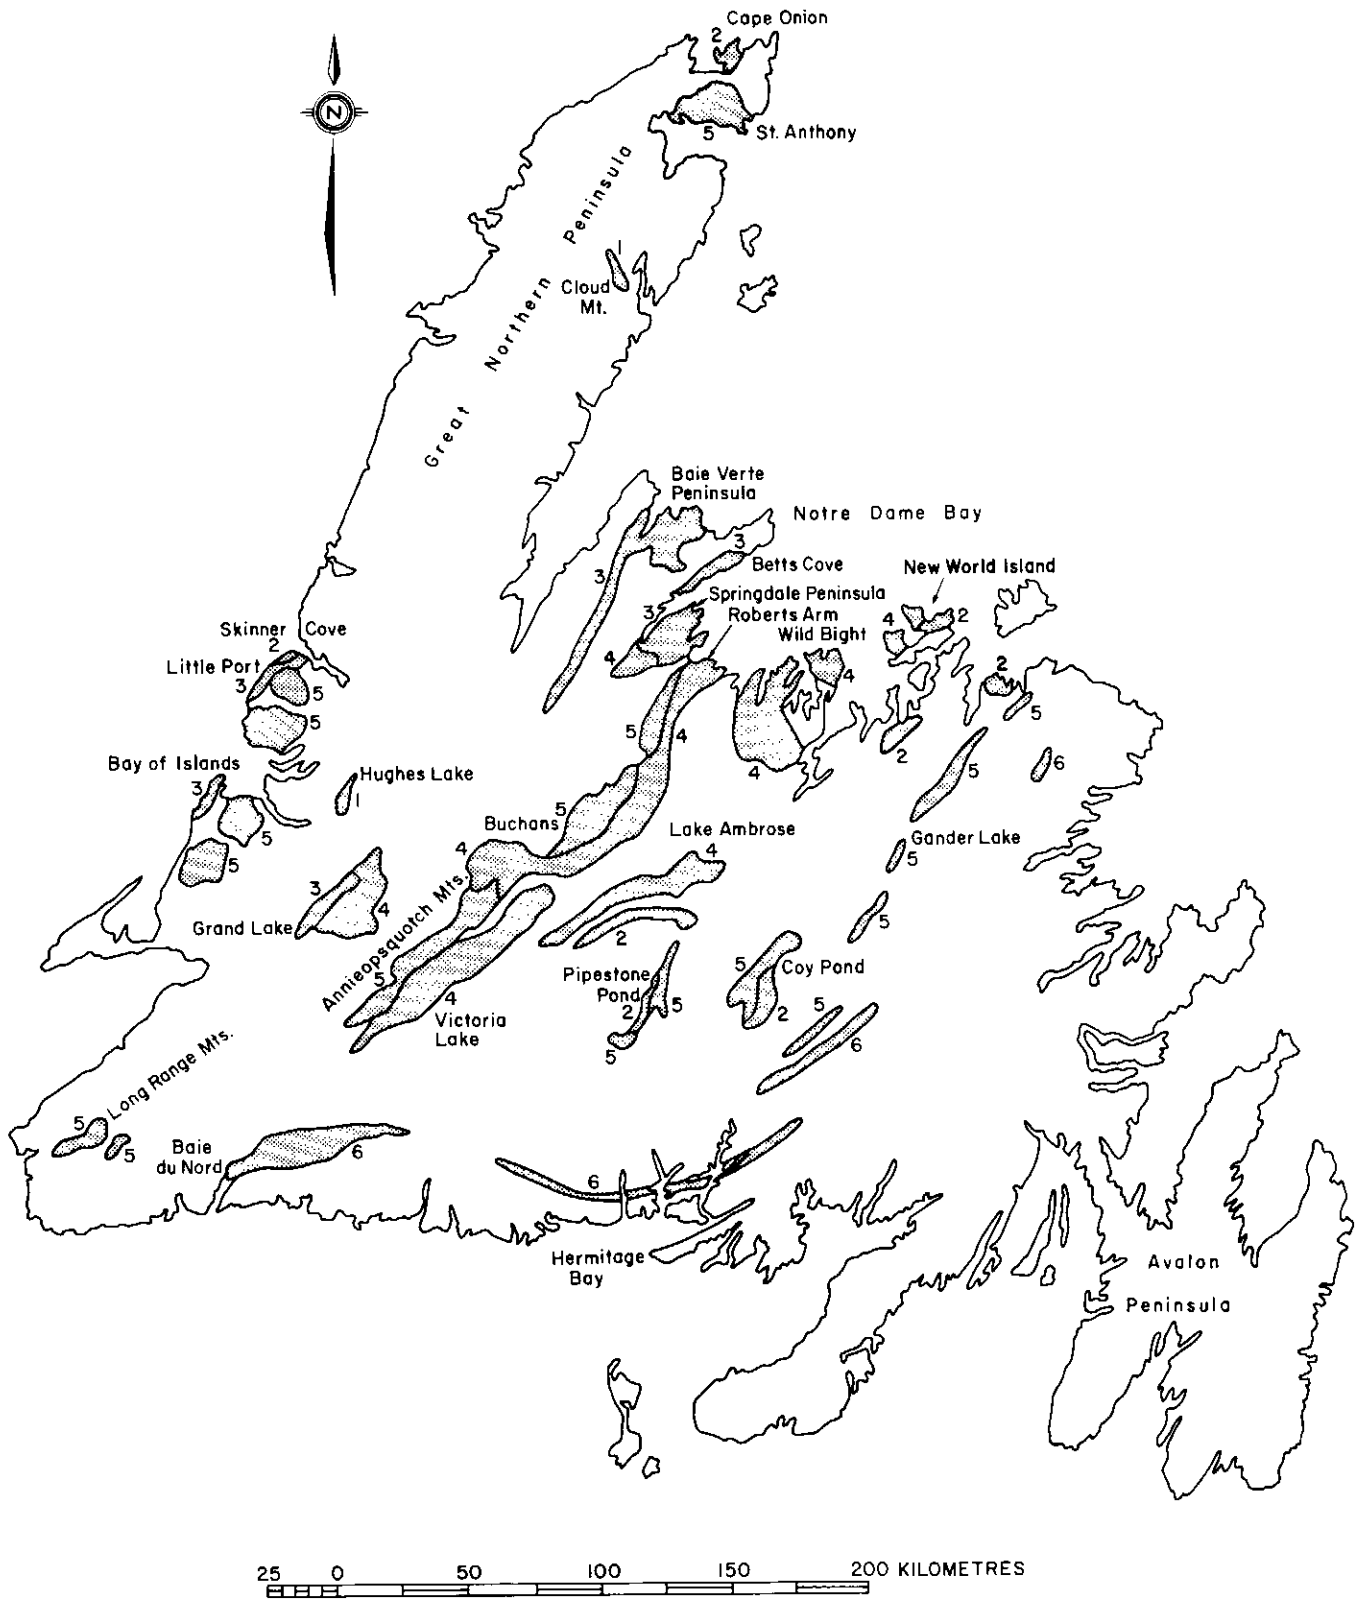 Cape Onion
2
N
5
St. Anthony
Great Northern Peninsula
1
Cloud
Mt.
Baie Verte
Peninsula
Notre Dame Bay
3
3
Betts Cove
New World Island
Springdale Peninsula
3
Roberts Arm
4
2
Wild Bight
Skinner Cove
2
Little Port
3
5
4
4
2
5
5
5
4
2
Bay of Islands
3
Hughes Lake
1
5
6
4
5
5
Buchans
5
Lake Ambrose
4
4
Gander Lake
5
3
4
Grand Lake
Annieopsquotch Mts.
5
2
5
Pipestone
Pond
5
Coy Pond
5
4
2
5
2
5
6
Victoria
Lake
5
Long Range Mts.
5
5
Baie
du Nord
6
6
Hermitage
Bay
Avalon
Peninsula
25 0 50 100 150 200 KILOMETRES